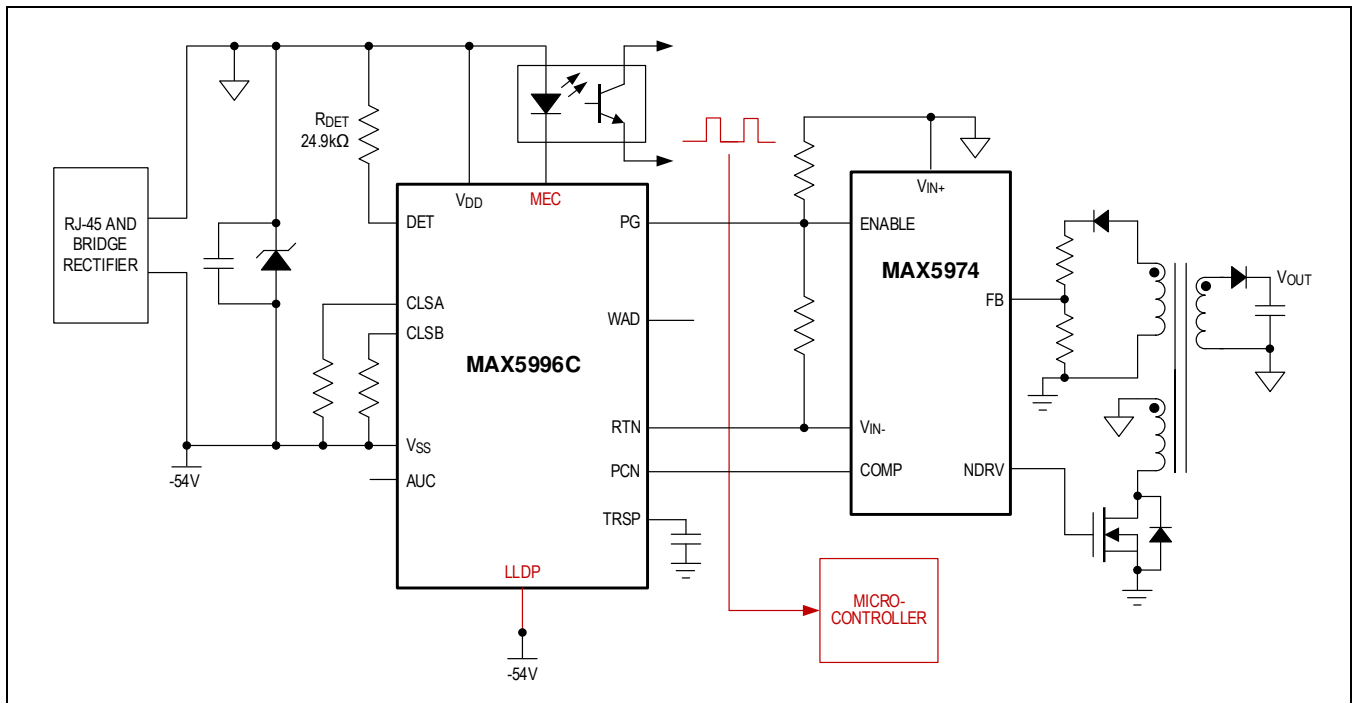 RJ-45 AND
BRIDGE
RECTIFIER
-54V
RDET
24.9kΩ
VDD
MEC
DET
CLSA
CLSB
MAX5996C
VSS
AUC
LLDP
-54V
PG
WAD
RTN
PCN
TRSP
VIN+
ENABLE
MAX5974
FB
VIN-
COMP
NDRV
VOUT
MICRO-
CONTROLLER